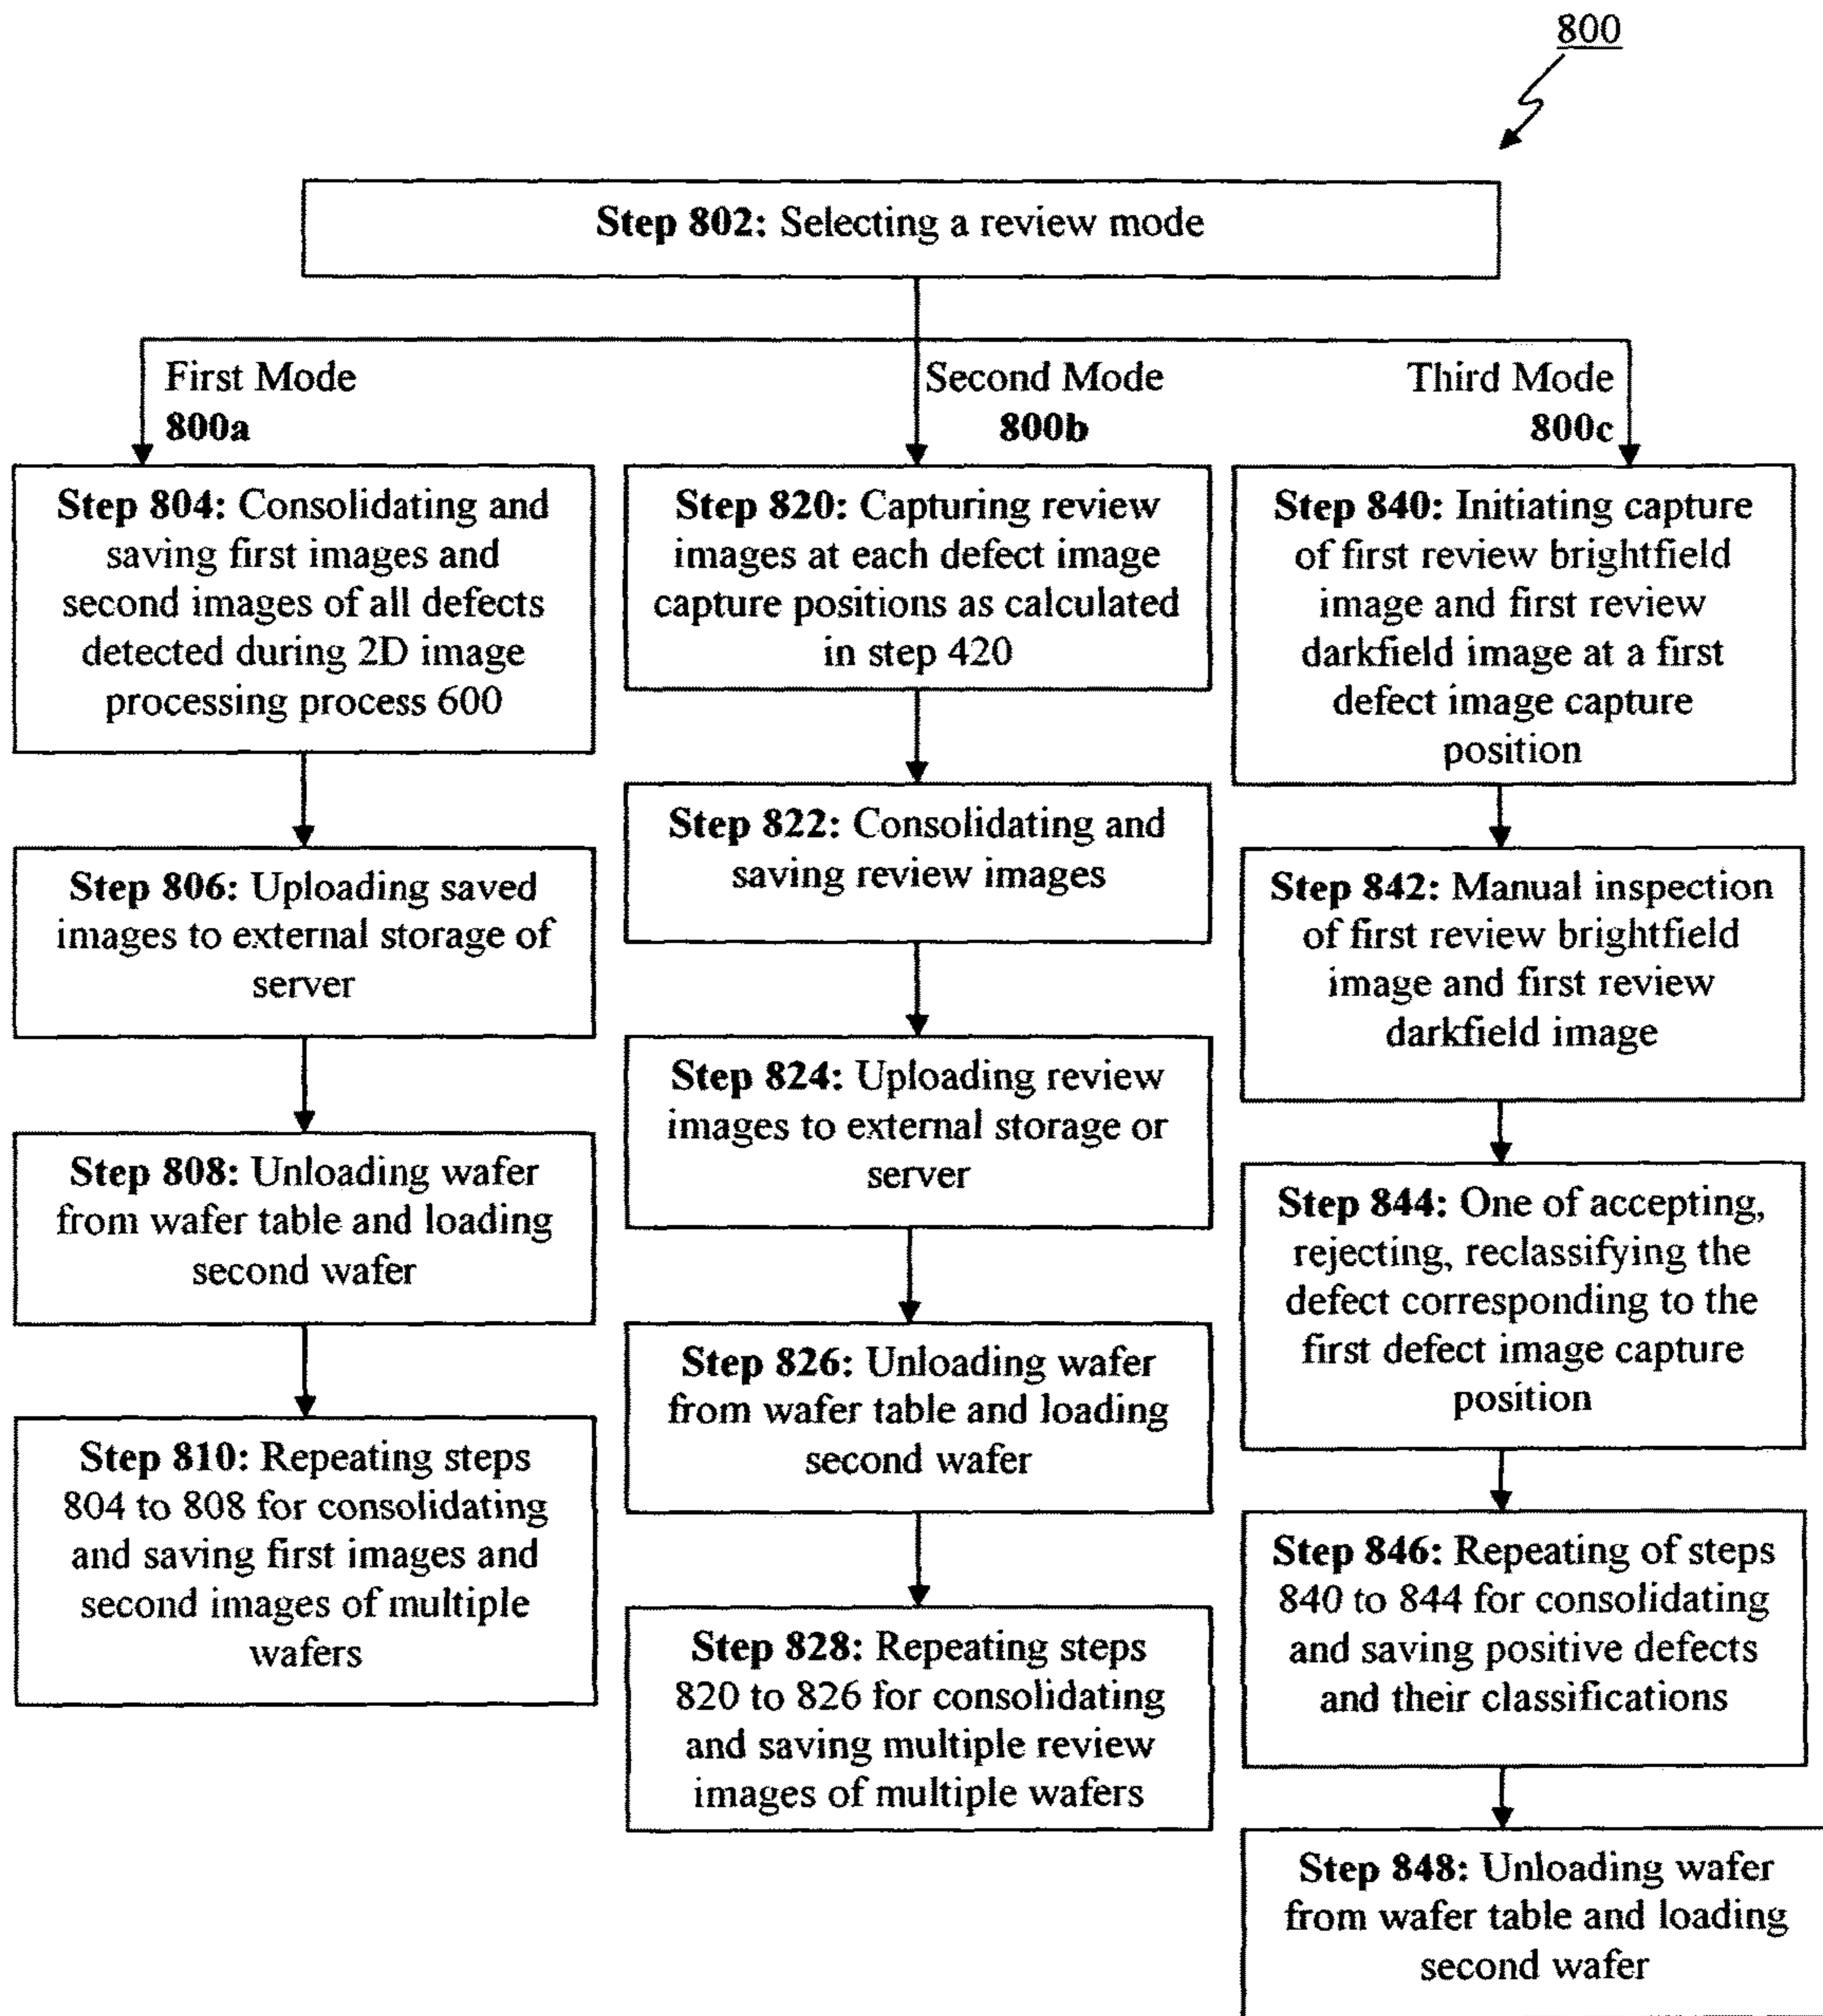 800
Step 802: Selecting a review mode
First Mode
800a
Second Mode
800b
Third Mode
800c
Step 804: Consolidating and
saving first images and
second images of all defects
detected during 2D image
processing process 600
Step 806: Uploading saved
images to external storage of
server
Step 808: Unloading wafer
from wafer table and loading
second wafer
Step 810: Repeating steps
804 to 808 for consolidating
and saving first images and
second images of multiple
wafers
Step 820: Capturing review
images at each defect image
capture positions as calculated
in step 420
Step 822: Consolidating and
saving review images
Step 824: Uploading review
images to external storage or
server
Step 826: Unloading wafer
from wafer table and loading
second wafer
Step 828: Repeating steps
820 to 826 for consolidating
and saving multiple review
images of multiple wafers
Step 840: Initiating capture
of first review brightfield
image and first review
darkfield image at a first
defect image capture
position
Step 842: Manual inspection
of first review brightfield
image and first review
darkfield image
Step 844: One of accepting,
rejecting, reclassifying the
defect corresponding to the
first defect image capture
position
Step 846: Repeating of steps
840 to 844 for consolidating
and saving positive defects
and their classifications
Step 848: Unloading wafer
from wafer table and loading
second wafer